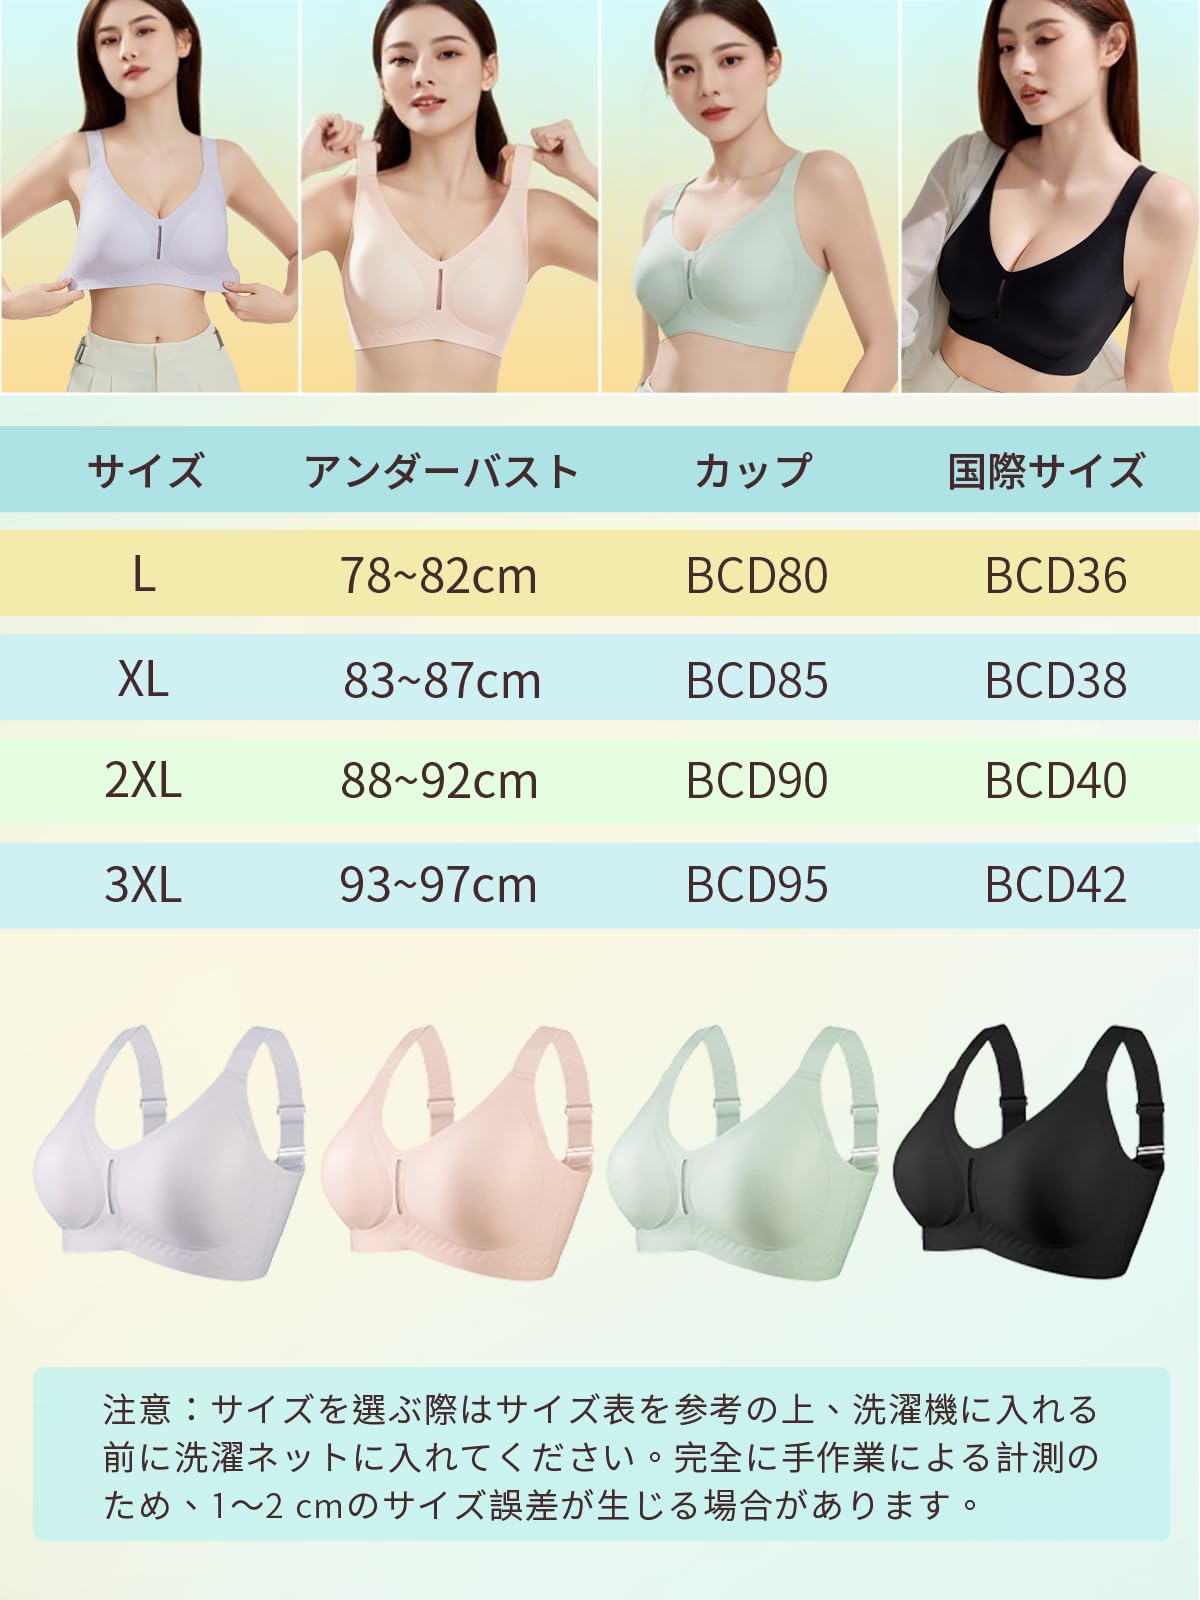 サイズ アンダーバスト カップ 国際サイズ
L 78~82cm BCD80 BCD36
XL 83~87cm BCD85 BCD38
2XL 88~92cm BCD90 BCD40
3XL 93~97cm BCD95 BCD42
注意：サイズを選ぶ際はサイズ表を参考の上、洗濯機に入れる
前に洗濯ネットに入れてください。完全に手作業による計測の
ため、1～2 cmのサイズ誤差が生じる場合があります。